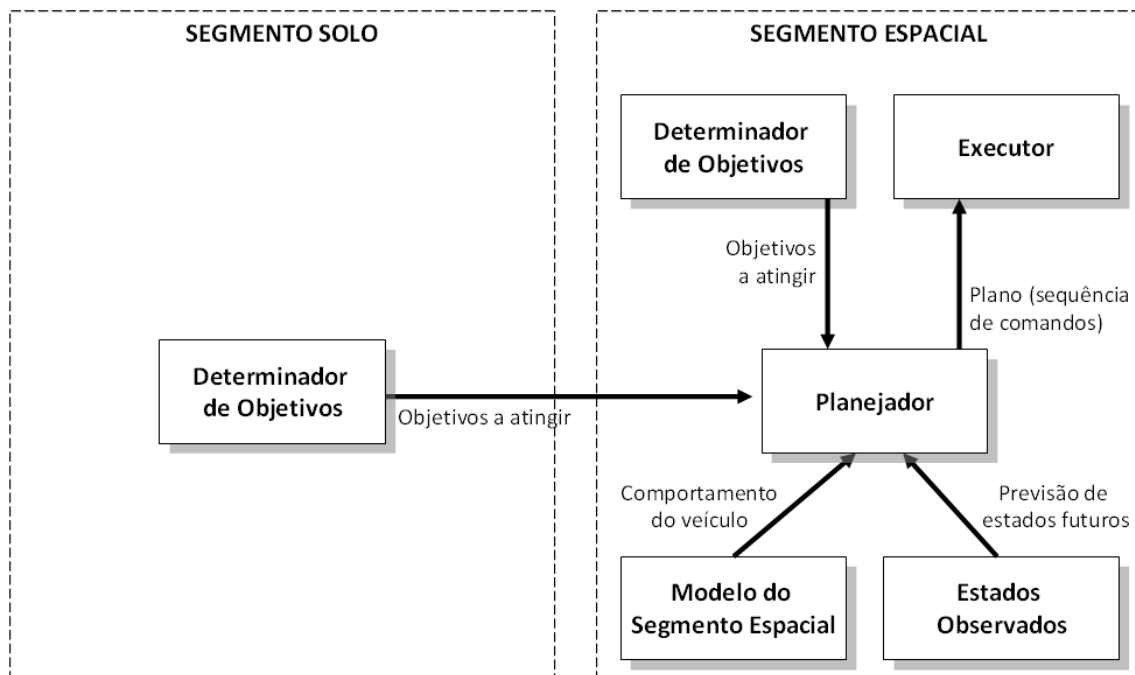 SEGMENTO SOLO
Determinador
de Objetivos
Objetivos a atingir
SEGMENTO ESPACIAL
Determinador
de Objetivos
Executor
Objetivos
a atingir
Plano (sequência
de comandos)
Planejador
Comportamento
do veículo
Previsão de
estados futuros
Modelo do
Segmento Espacial
Estados
Observados